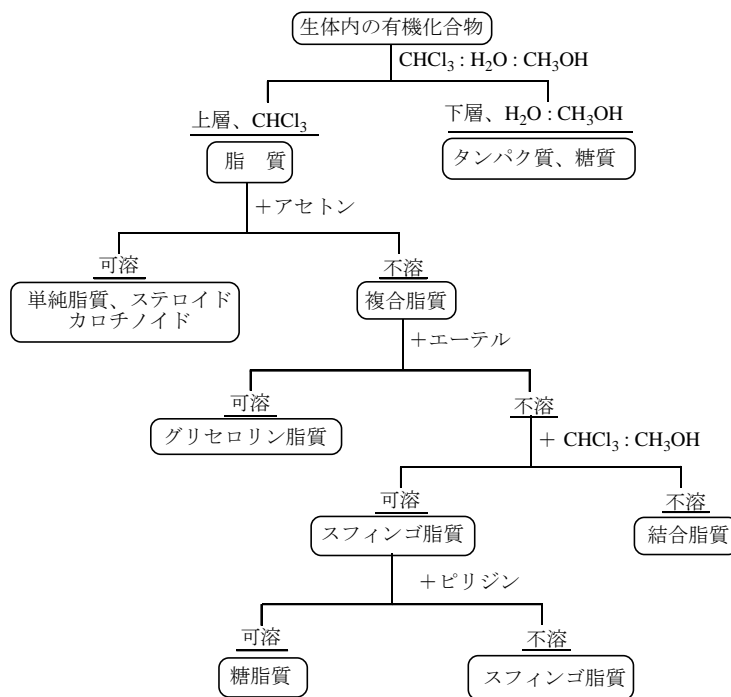 生体内の有機化合物
CHCl₃ : H₂O : CH₃OH
上層、CHCl₃
下層、H₂O : CH₃OH
脂　質
タンパク質、糖質
＋アセトン
可溶
不溶
単純脂質、ステロイド
カロチノイド
複合脂質
＋エーテル
可溶
不溶
グリセロリン脂質
＋ CHCl₃ : CH₃OH
可溶
不溶
スフィンゴ脂質
結合脂質
＋ピリジン
可溶
不溶
糖脂質
スフィンゴ脂質